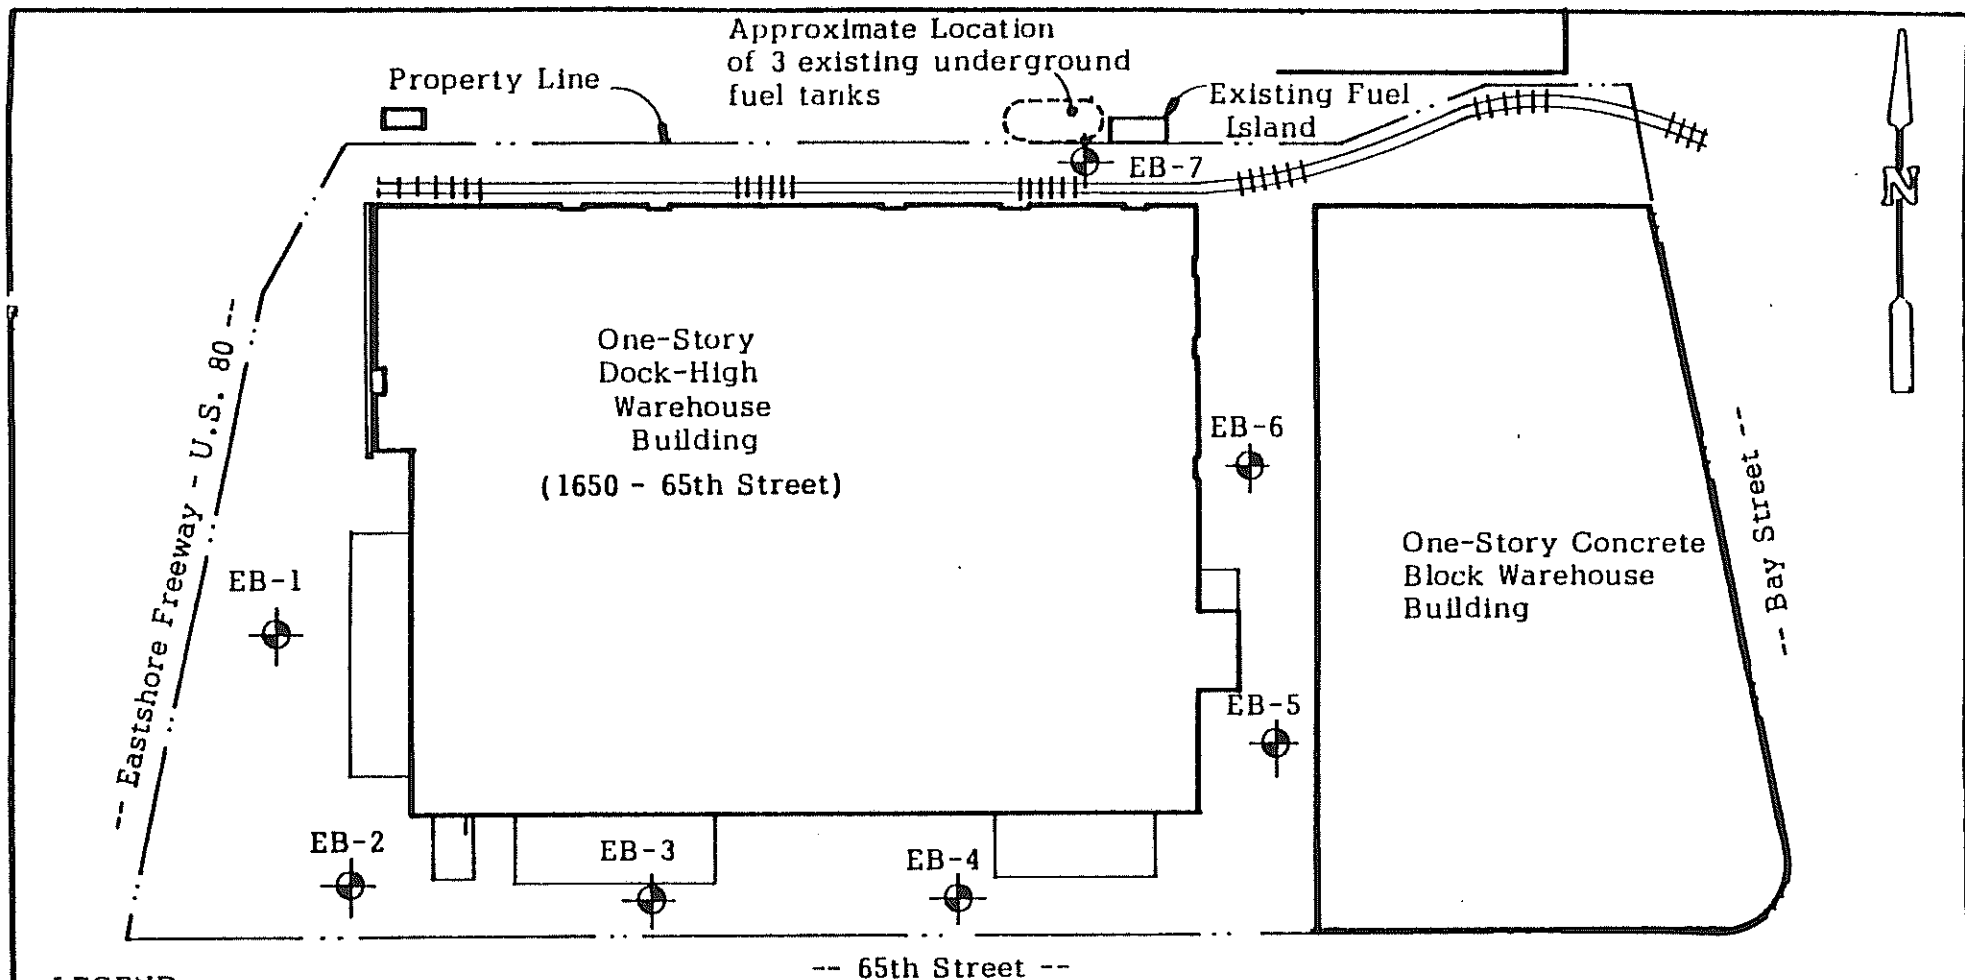 Approximate Location
of 3 existing underground
fuel tanks
Property Line
Existing Fuel
Island
EB-7
N
One-Story
Dock-High
Warehouse
Building
(1650 - 65th Street)
-- Eastshore Freeway - U.S. 80 --
EB-6
EB-1
One-Story Concrete
Block Warehouse
Building
-- Bay Street --
EB-5
EB-2
EB-3
EB-4
-- 65th Street --